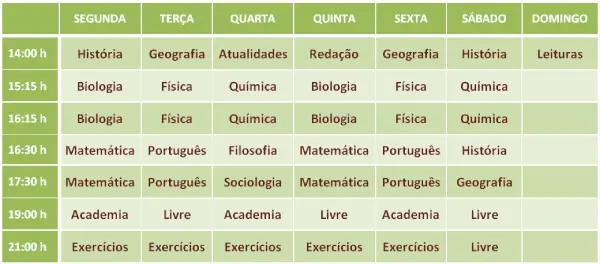 SEGUNDA TERÇA QUARTA QUINTA SEXTA SÁBADO DOMINGO
14:00 h História Geografia Atualidades Redação Geografia História Leituras
15:15 h Biologia Física Química Biologia Física Química
16:15 h Biologia Física Química Biologia Física Química
16:30 h Matemática Português Filosofia Matemática Português História
17:30 h Matemática Português Sociologia Matemática Português Geografia
19:00 h Academia Livre Academia Livre Academia Livre
21:00 h Exercícios Exercícios Exercícios Exercícios Exercícios Livre